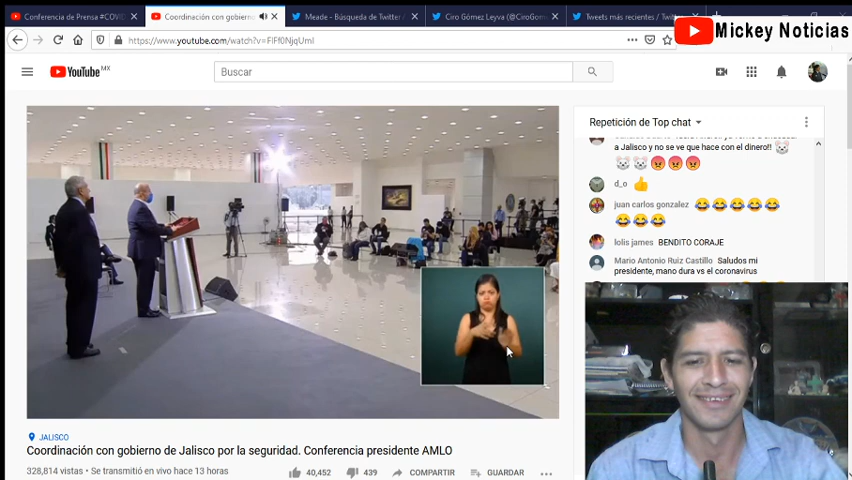 Conferencia de Prensa #COVI
Coordinación con gobierno
Meade - Búsqueda de Twitter /
Ciro Gómez Leyva (@CiroGome
Tweets más recientes / Twitte
Mickey Noticias
https://www.youtube.com/watch?v=FlFf0NjqUmI
YouTube MX
Buscar
Repetición de Top chat
a Jalisco y no se ve que hace con el dinero!!
d_o
juan carlos gonzalez
lolis james BENDITO CORAJE
Mario Antonio Ruiz Castillo Saludos mi
presidente, mano dura vs el coronavirus
JALISCO
Coordinación con gobierno de Jalisco por la seguridad. Conferencia presidente AMLO
328,814 vistas • Se transmitió en vivo hace 13 horas
40,452
439
COMPARTIR
GUARDAR